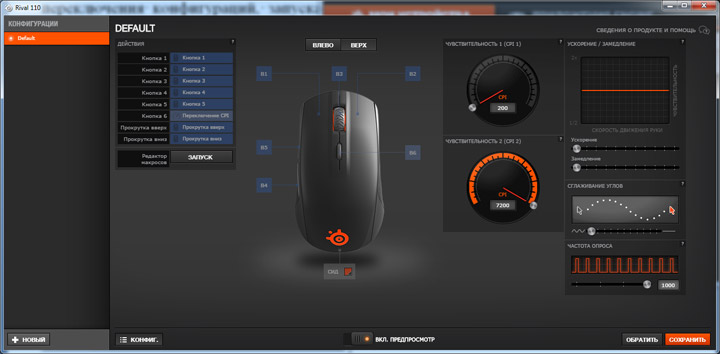 Rival 110
КОНФИГУРАЦИИ
Default
DEFAULT
СВЕДЕНИЯ О ПРОДУКТЕ И ПОМОЩЬ
ДЕЙСТВИЯ ?
Кнопка 1 Кнопка 1
Кнопка 2 Кнопка 2
Кнопка 3 Кнопка 3
Кнопка 4 Кнопка 4
Кнопка 5 Кнопка 5
Кнопка 6 Переключение CPI
Прокрутка вверх Прокрутка вверх
Прокрутка вниз Прокрутка вниз
Редактор макросов ЗАПУСК
ВЛЕВО ВЕРХ
B1 B3 B2
B5 B6
B4
СИД
ЧУВСТВИТЕЛЬНОСТЬ 1 (CPI 1) ?
CPI
200
ЧУВСТВИТЕЛЬНОСТЬ 2 (CPI 2) ?
CPI
7200
УСКОРЕНИЕ / ЗАМЕДЛЕНИЕ ?
ЧУВСТВИТЕЛЬНОСТЬ
СКОРОСТЬ ДВИЖЕНИЯ РУКИ
Ускорение
Замедление
СГЛАЖИВАНИЕ УГЛОВ ?
ЧАСТОТА ОПРОСА ?
1000
НОВЫЙ
КОНФИГ.
ВКЛ. ПРЕДПРОСМОТР
ОБРАТИТЬ
СОХРАНИТЬ